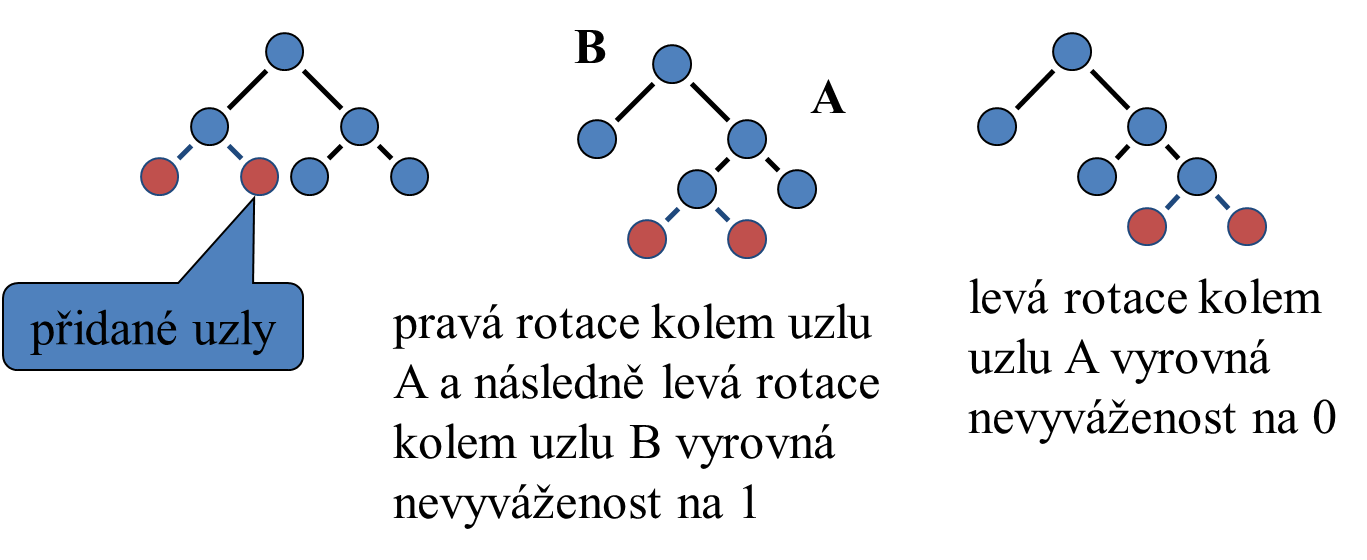 B
A
přidané uzly
pravá rotace kolem uzlu
A a následně levá rotace
kolem uzlu B vyrovná
nevyváženost na 1
levá rotace kolem
uzlu A vyrovná
nevyváženost na 0